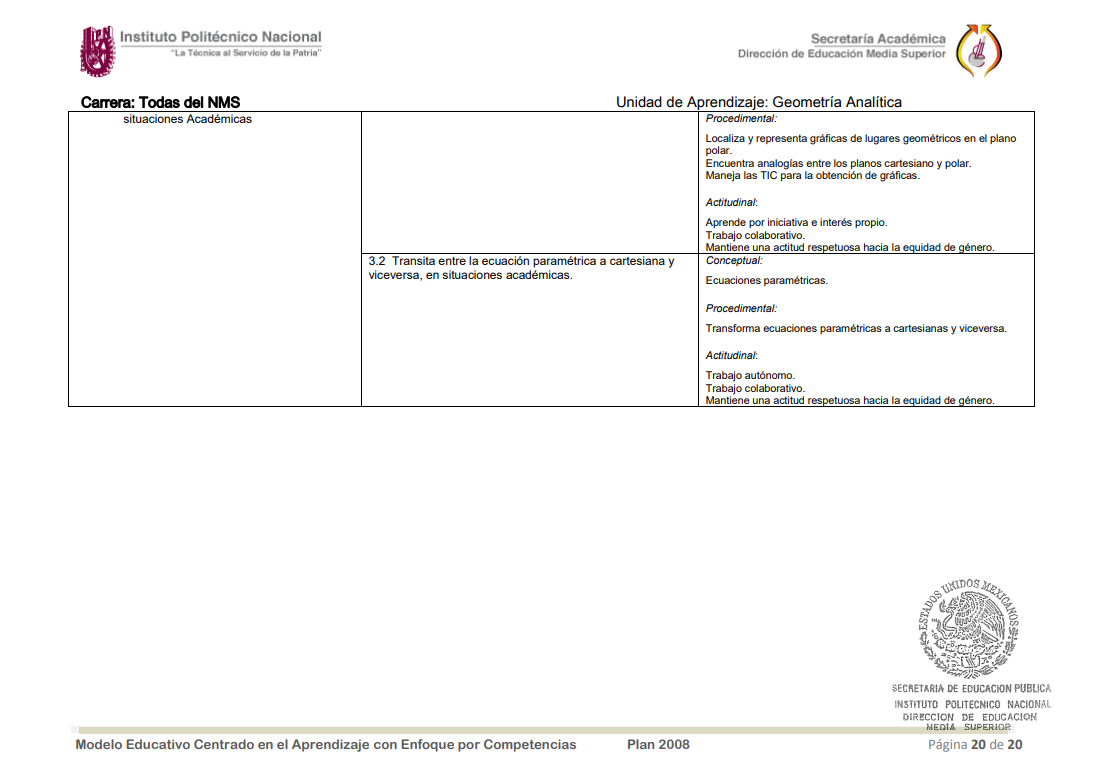 Instituto Politécnico Nacional
"La Técnica al Servicio de la Patria"
Secretaría Académica
Dirección de Educación Media Superior
Carrera: Todas del NMS
Unidad de Aprendizaje: Geometría Analítica
situaciones Académicas
Procedimental:
Localiza y representa gráficas de lugares geométricos en el plano
polar.
Encuentra analogías entre los planos cartesiano y polar.
Maneja las TIC para la obtención de gráficas.
Actitudinal:
Aprende por iniciativa e interés propio.
Trabajo colaborativo.
Mantiene una actitud respetuosa hacia la equidad de género.
3.2 Transita entre la ecuación paramétrica a cartesiana y
viceversa, en situaciones académicas.
Conceptual:
Ecuaciones paramétricas.
Procedimental:
Transforma ecuaciones paramétricas a cartesianas y viceversa.
Actitudinal:
Trabajo autónomo.
Trabajo colaborativo.
Mantiene una actitud respetuosa hacia la equidad de género.
ESTADOS UNIDOS MEXICANOS
SECRETARIA DE EDUCACION PUBLICA
INSTITUTO POLITECNICO NACIONAL
DIRECCION DE EDUCACION
MEDIA SUPERIOR
Modelo Educativo Centrado en el Aprendizaje con Enfoque por Competencias
Plan 2008
Página 20 de 20